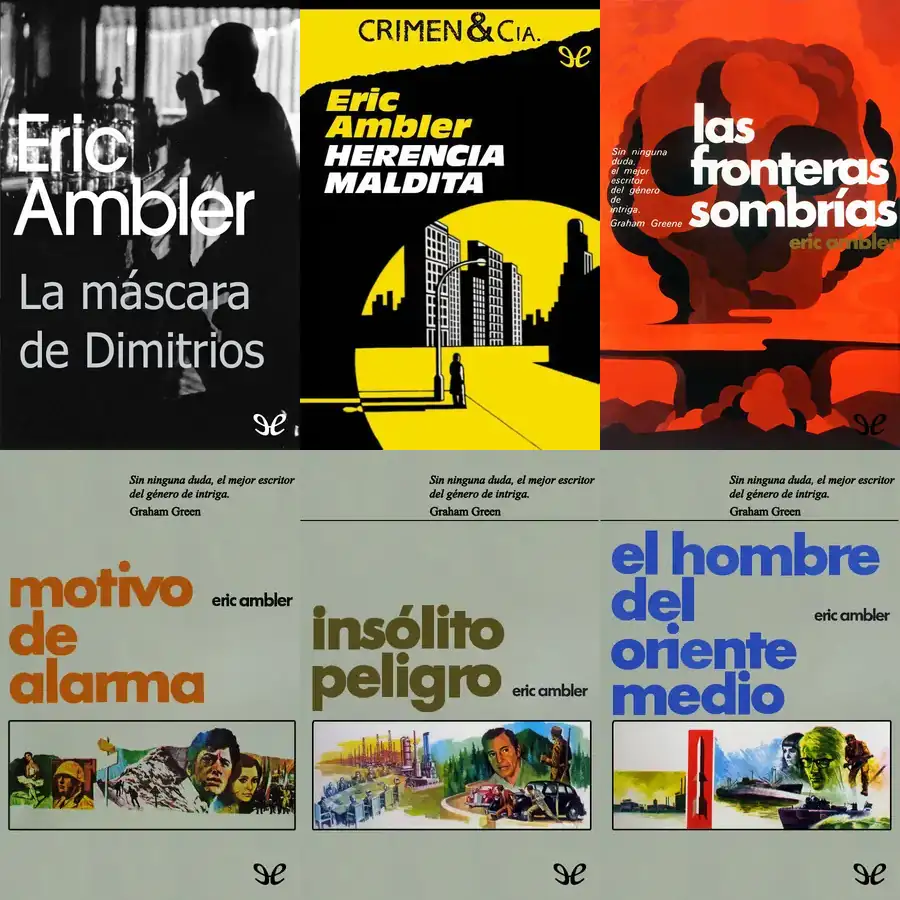 Eric
Ambler
La máscara
de Dimitrios
CRIMEN & CIA.
Eric
Ambler
HERENCIA
MALDITA
las
fronteras
sombrías
eric ambler
Sin ninguna
duda,
el mejor
escritor
del género
de
intriga.
Graham Greene
Sin ninguna duda, el mejor escritor
del género de intriga.
Graham Green
motivo
de
alarma
eric ambler
Sin ninguna duda, el mejor escritor
del género de intriga.
Graham Green
insólito
peligro
eric ambler
Sin ninguna duda, el mejor escritor
del género de intriga.
Graham Green
el hombre
del
oriente
medio
eric ambler